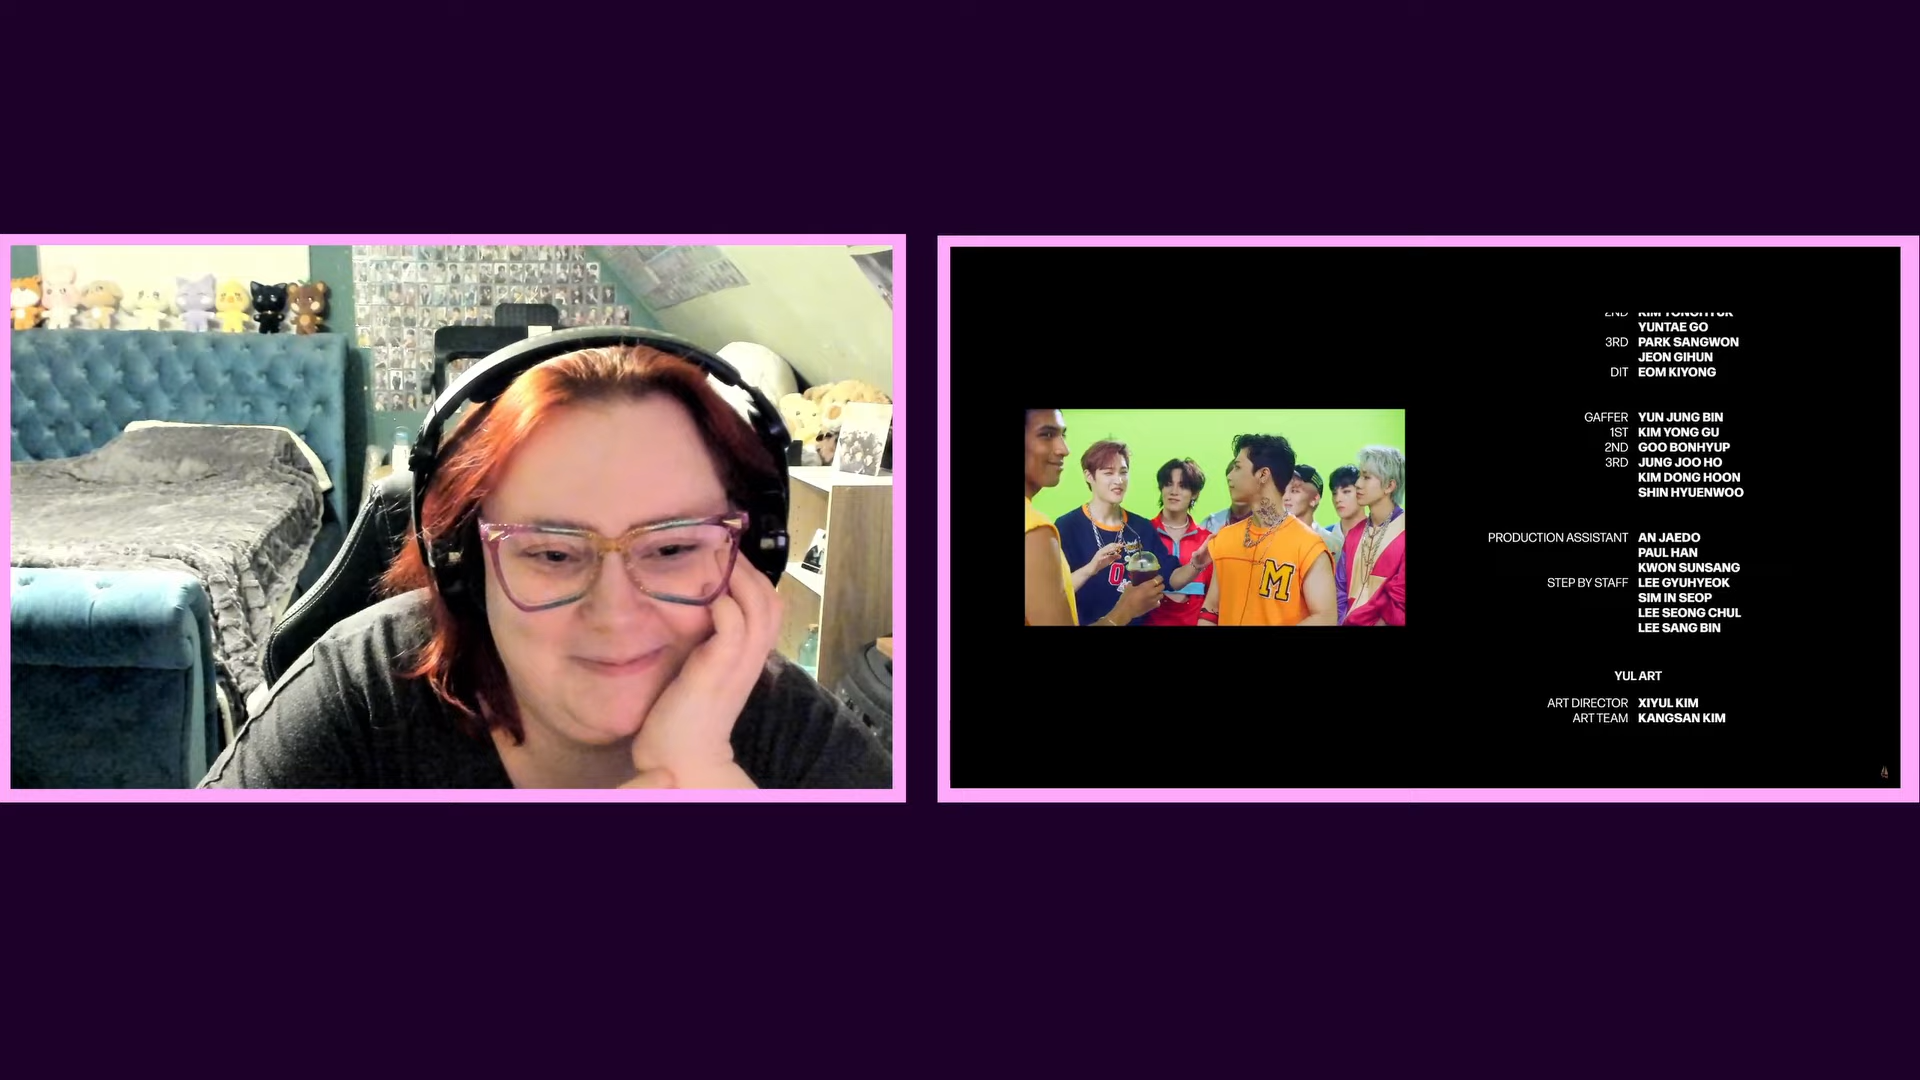 2ND KIM YONGHYUK
YUNTAE GO
3RD PARK SANGWON
JEON GIHUN
DIT EOM KIYONG
GAFFER YUN JUNG BIN
1ST KIM YONG GU
2ND GOO BONHYUP
3RD JUNG JOO HO
KIM DONG HOON
SHIN HYUENWOO
PRODUCTION ASSISTANT AN JAEDO
PAUL HAN
KWON SUNSANG
STEP BY STAFF LEE GYUHYEOK
SIM IN SEOP
LEE SEONG CHUL
LEE SANG BIN
YUL ART
ART DIRECTOR XIYUL KIM
ART TEAM KANGSAN KIM
O
M